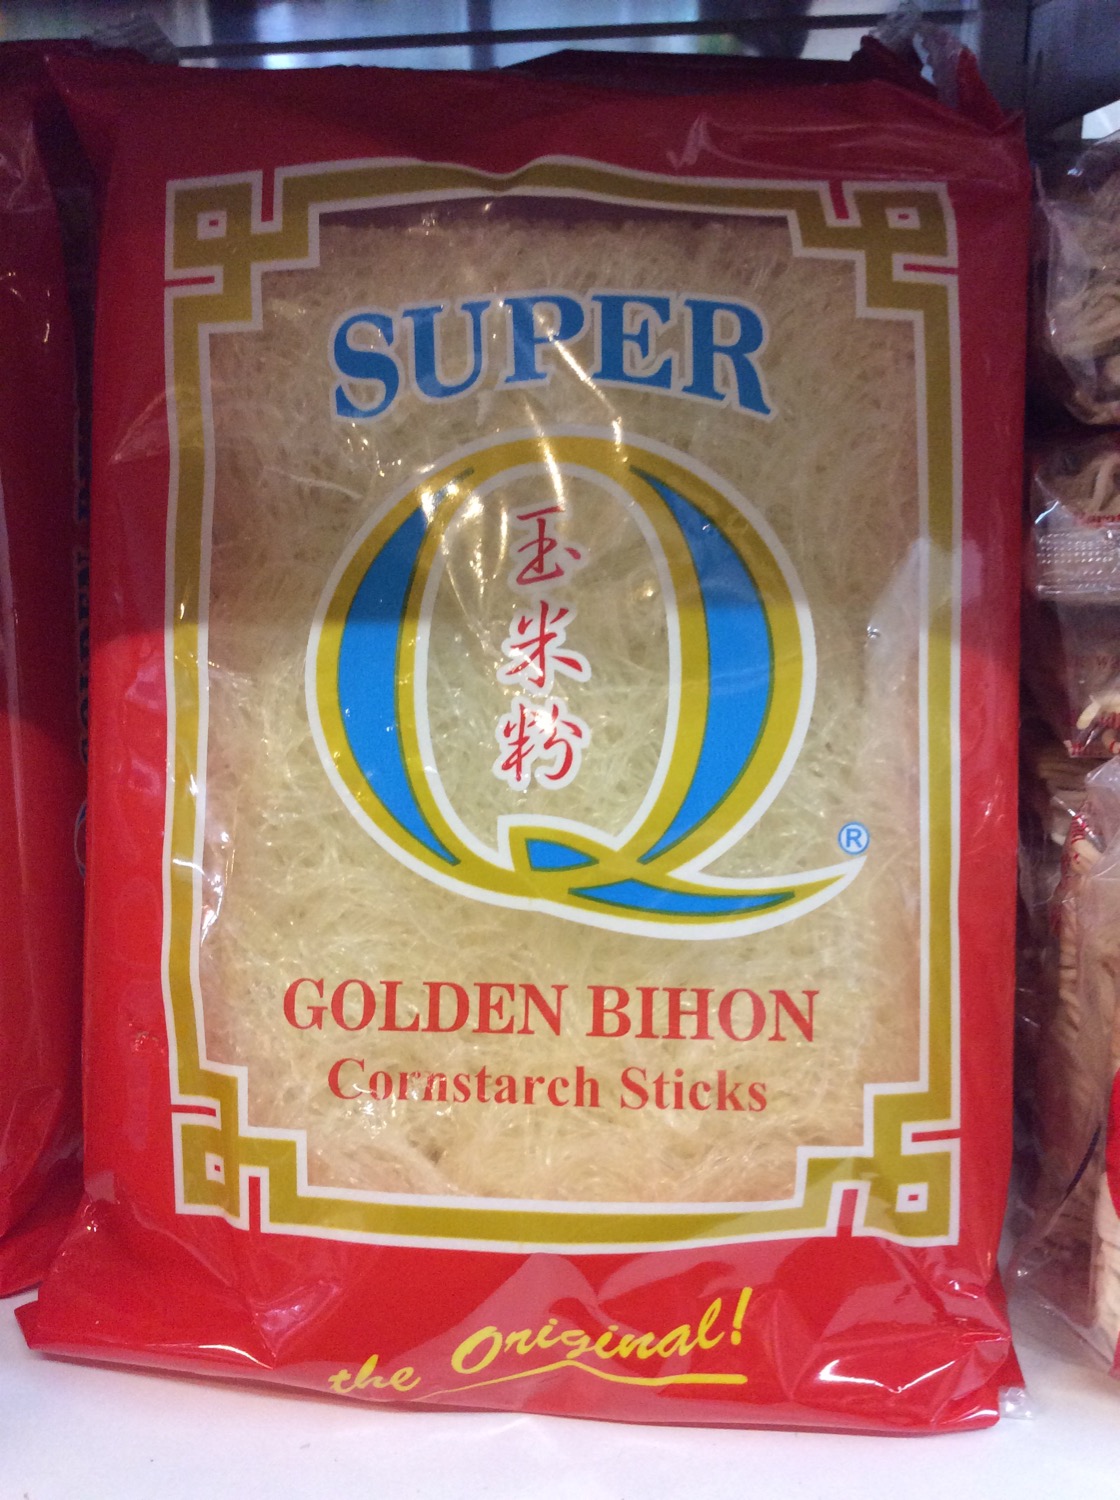 SUPER
Q
®
玉
米
粉
GOLDEN BIHON
Cornstarch Sticks
the Original!